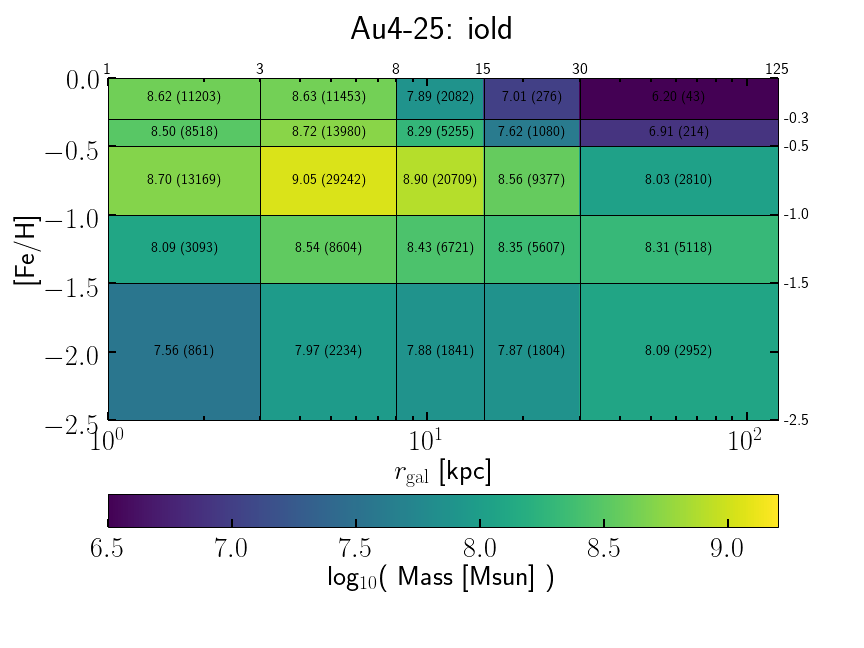 Au4-25: iold
1 3 8 15 30 125
0.0 8.62 (11203) 8.63 (11453) 7.89 (2082) 7.01 (276) 6.20 (43)
-0.3
8.50 (8518) 8.72 (13980) 8.29 (5255) 7.62 (1080) 6.91 (214)
−0.5 -0.5
8.70 (13169) 9.05 (29242) 8.90 (20709) 8.56 (9377) 8.03 (2810)
−1.0 -1.0
8.09 (3093) 8.54 (8604) 8.43 (6721) 8.35 (5607) 8.31 (5118)
[Fe/H]
−1.5 -1.5
−2.0 7.56 (861) 7.97 (2234) 7.88 (1841) 7.87 (1804) 8.09 (2952)
−2.5 -2.5
10⁰ 10¹ 10²
r_gal [kpc]
6.5 7.0 7.5 8.0 8.5 9.0
log₁₀( Mass [Msun] )